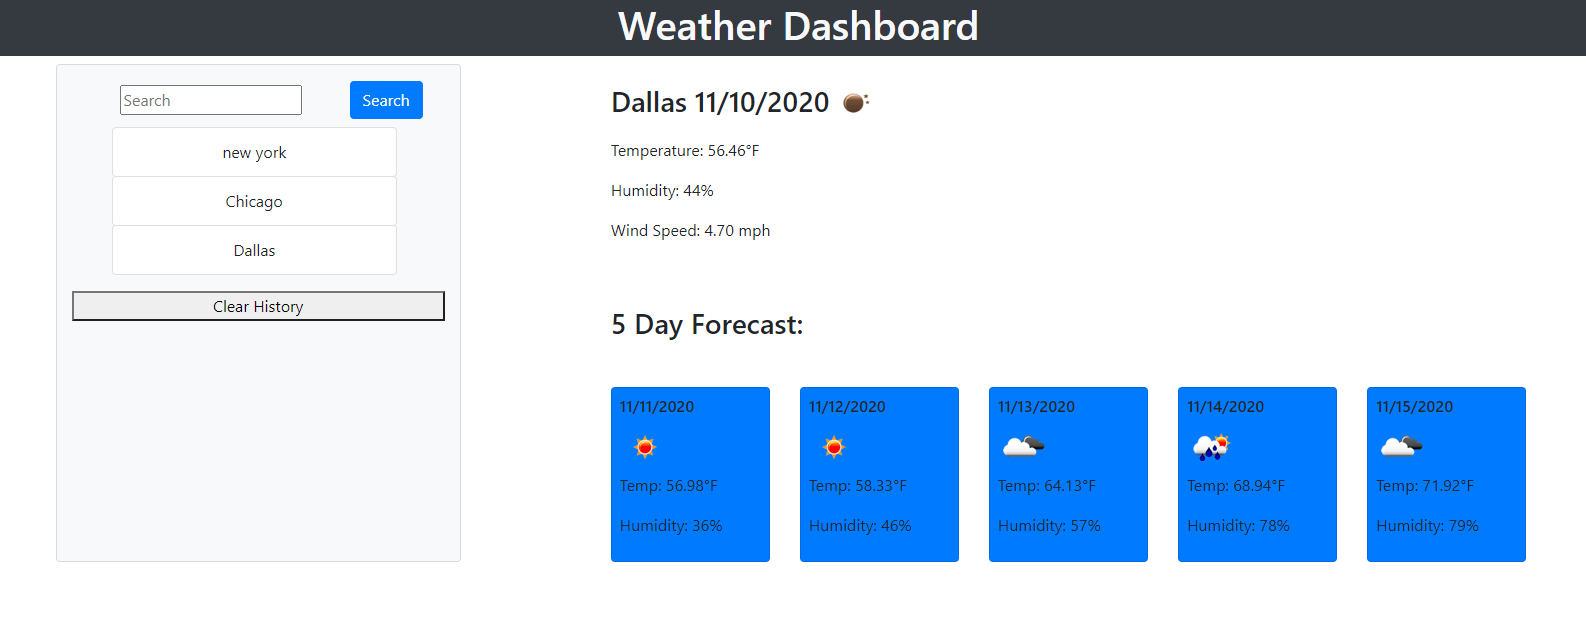 Weather Dashboard
Search
Search
new york
Chicago
Dallas
Clear History
Dallas 11/10/2020
Temperature: 56.46°F
Humidity: 44%
Wind Speed: 4.70 mph
5 Day Forecast:
11/11/2020
Temp: 56.98°F
Humidity: 36%
11/12/2020
Temp: 58.33°F
Humidity: 46%
11/13/2020
Temp: 64.13°F
Humidity: 57%
11/14/2020
Temp: 68.94°F
Humidity: 78%
11/15/2020
Temp: 71.92°F
Humidity: 79%